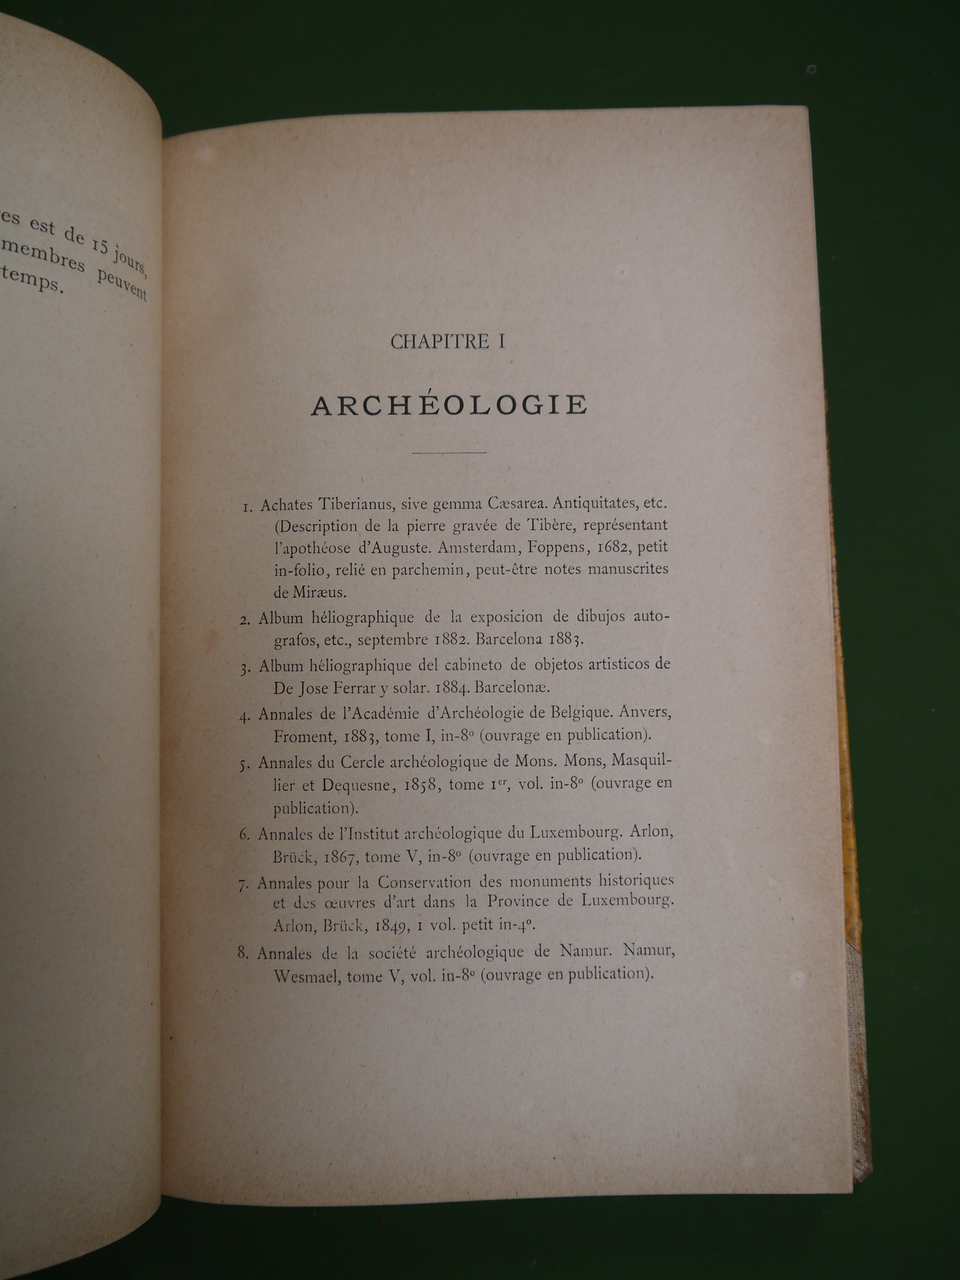 es est de 15 jours,
membres peuvent
temps.
CHAPITRE I
ARCHÉOLOGIE
1. Achates Tiberianus, sive gemma Cæsarea. Antiquitates, etc.
(Description de la pierre gravée de Tibère, représentant
l'apothéose d'Auguste. Amsterdam, Foppens, 1682, petit
in-folio, relié en parchemin, peut-être notes manuscrites
de Miræus.
2. Album héliographique de la exposicion de dibujos auto-
grafos, etc., septembre 1882. Barcelona 1883.
3. Album héliographique del cabineto de objetos artisticos de
De Jose Ferrar y solar. 1884. Barcelonæ.
4. Annales de l'Académie d'Archéologie de Belgique. Anvers,
Froment, 1883, tome I, in-8º (ouvrage en publication).
5. Annales du Cercle archéologique de Mons. Mons, Masquil-
lier et Dequesne, 1858, tome 1er, vol. in-8º (ouvrage en
publication).
6. Annales de l'Institut archéologique du Luxembourg. Arlon,
Brück, 1867, tome V, in-8º (ouvrage en publication).
7. Annales pour la Conservation des monuments historiques
et des œuvres d'art dans la Province de Luxembourg.
Arlon, Brück, 1849, 1 vol. petit in-4º.
8. Annales de la société archéologique de Namur. Namur,
Wesmael, tome V, vol. in-8º (ouvrage en publication).